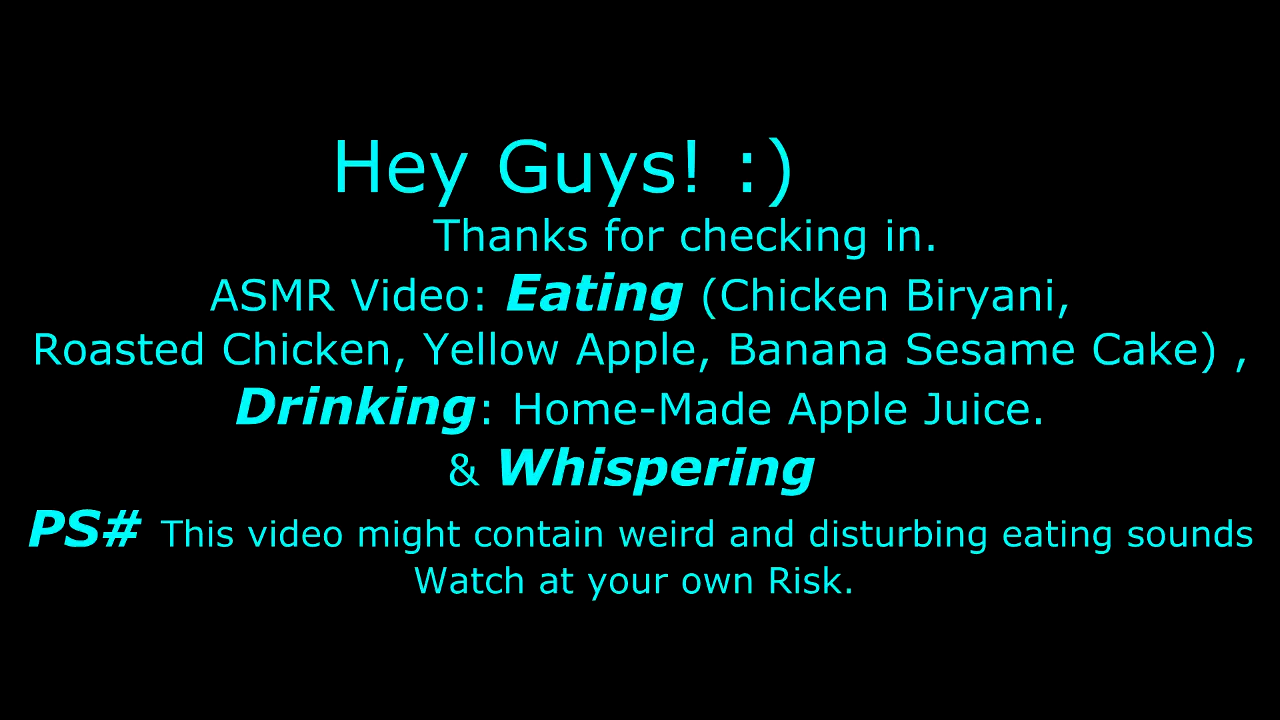 Hey Guys! :)
Thanks for checking in.
ASMR Video: Eating (Chicken Biryani,
Roasted Chicken, Yellow Apple, Banana Sesame Cake) ,
Drinking: Home-Made Apple Juice.
& Whispering
PS# This video might contain weird and disturbing eating sounds
Watch at your own Risk.